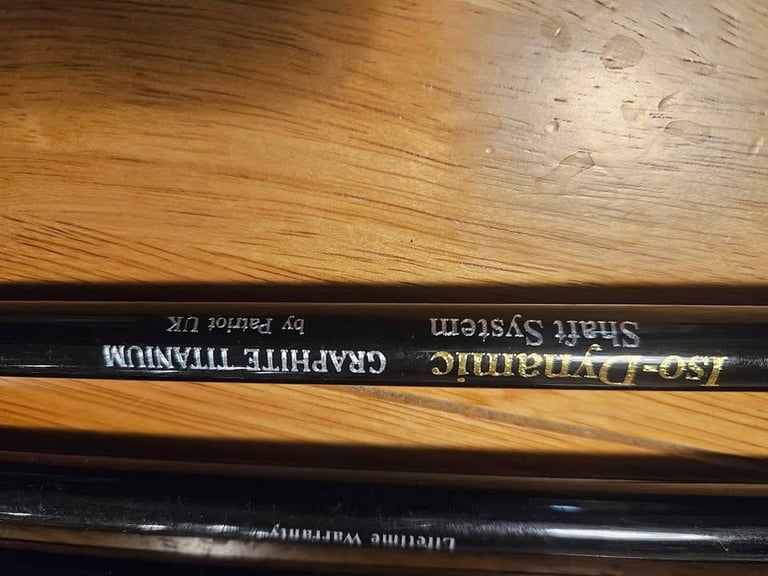 Iso-Dynamic
Shaft System
GRAPHITE TITANIUM
by Patriot UK
Lifetime Warranty